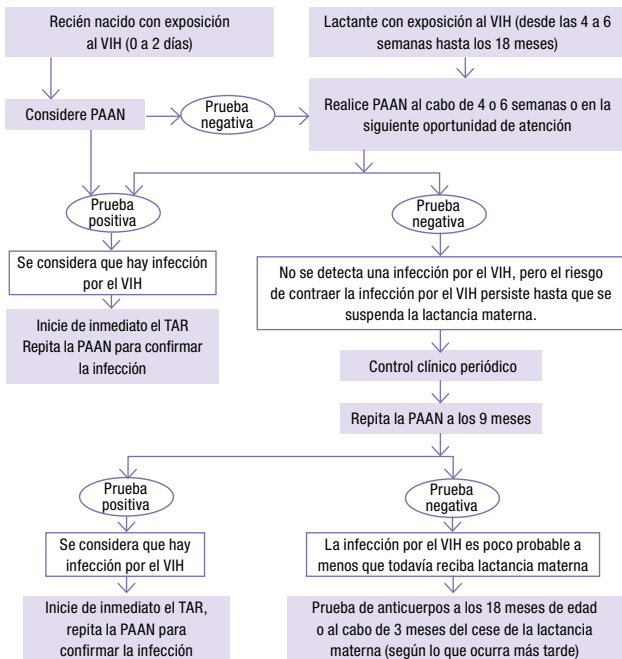 Recién nacido con exposición
al VIH (0 a 2 días)
Lactante con exposición al VIH (desde las 4 a 6
semanas hasta los 18 meses)
Considere PAAN
Prueba
negativa
Realice PAAN al cabo de 4 o 6 semanas o en la
siguiente oportunidad de atención
Prueba
positiva
Prueba
negativa
Se considera que hay infección
por el VIH
No se detecta una infección por el VIH, pero el riesgo
de contraer la infección por el VIH persiste hasta que se
suspenda la lactancia materna.
Inicie de inmediato el TAR
Repita la PAAN para confirmar
la infección
Control clínico periódico
Repita la PAAN a los 9 meses
Prueba
positiva
Prueba
negativa
Se considera que hay
infección por el VIH
La infección por el VIH es poco probable a
menos que todavía reciba lactancia materna
Inicie de inmediato el TAR,
repita la PAAN para
confirmar la infección
Prueba de anticuerpos a los 18 meses de edad
o al cabo de 3 meses del cese de la lactancia
materna (según lo que ocurra más tarde)